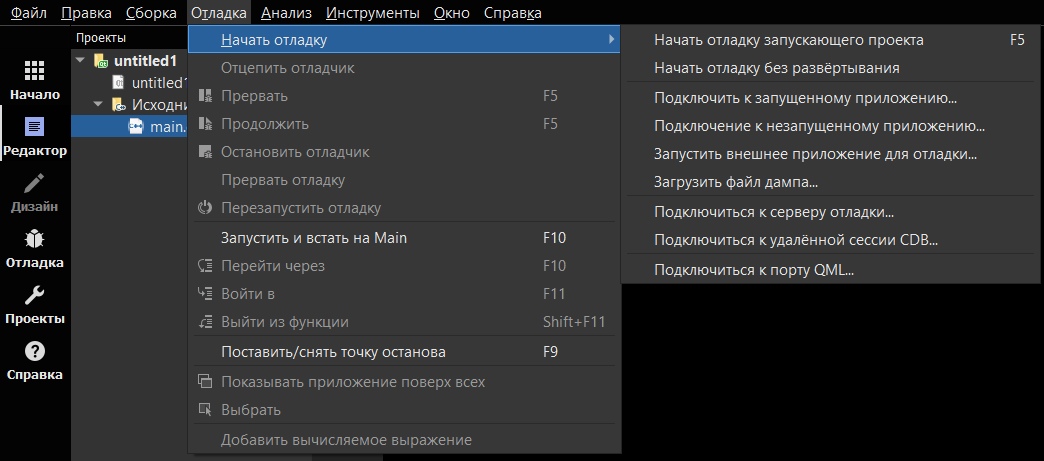 Файл Правка Сборка Отладка Анализ Инструменты Окно Справка
Проекты
Начало
Редактор
Дизайн
Отладка
Проекты
Справка
untitled1
untitled1
Исходни
main.
Начать отладку
Отцепить отладчик
Прервать F5
Продолжить F5
Остановить отладчик
Прервать отладку
Перезапустить отладку
Запустить и встать на Main F10
Перейти через F10
Войти в F11
Выйти из функции Shift+F11
Поставить/снять точку останова F9
Показывать приложение поверх всех
Выбрать
Добавить вычисляемое выражение
Начать отладку запускающего проекта F5
Начать отладку без развёртывания
Подключить к запущенному приложению...
Подключение к незапущенному приложению...
Запустить внешнее приложение для отладки...
Загрузить файл дампа...
Подключиться к серверу отладки...
Подключиться к удалённой сессии CDB...
Подключиться к порту QML...